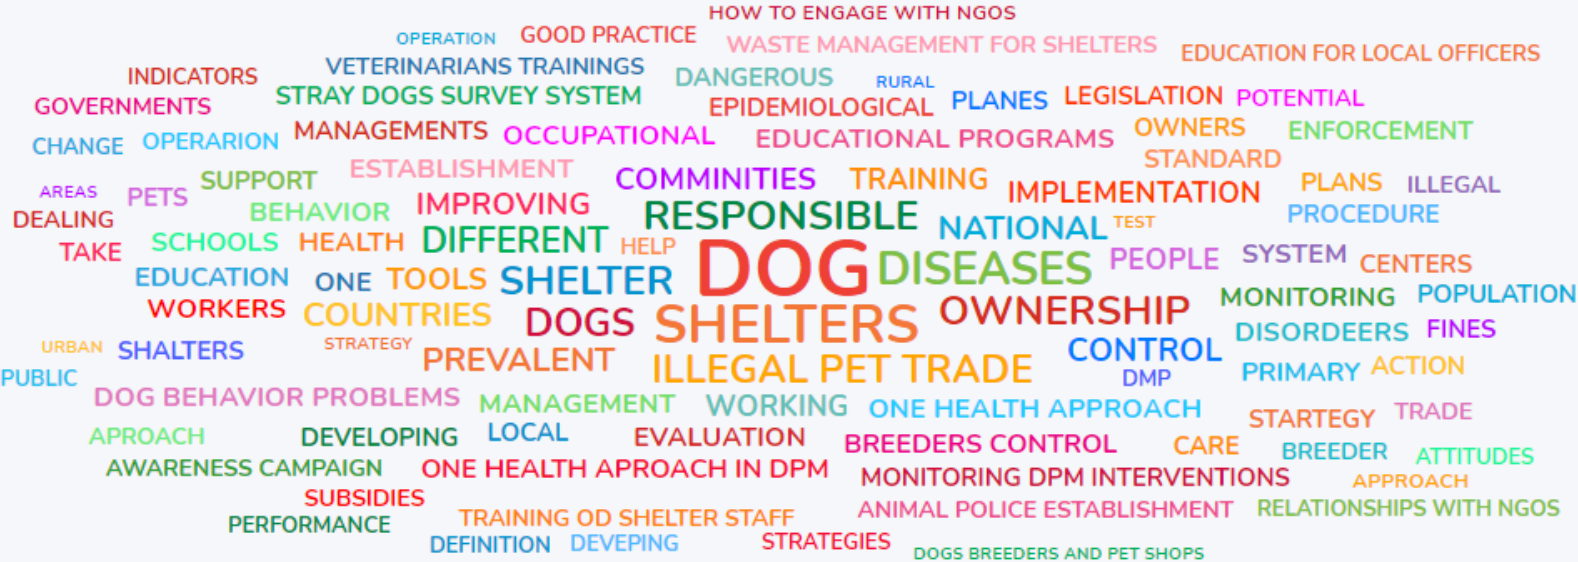 HOW TO ENGAGE WITH NGOS
OPERATION GOOD PRACTICE WASTE MANAGEMENT FOR SHELTERS EDUCATION FOR LOCAL OFFICERS
INDICATORS VETERINARIANS TRAININGS DANGEROUS RURAL
GOVERNMENTS STRAY DOGS SURVEY SYSTEM EPIDEMIOLOGICAL PLANES LEGISLATION POTENTIAL
CHANGE OPERARION MANAGEMENTS OCCUPATIONAL EDUCATIONAL PROGRAMS OWNERS ENFORCEMENT
ESTABLISHMENT STANDARD
AREAS PETS SUPPORT COMMINITIES TRAINING IMPLEMENTATION PLANS ILLEGAL
DEALING BEHAVIOR IMPROVING RESPONSIBLE NATIONAL TEST PROCEDURE
TAKE SCHOOLS HEALTH DIFFERENT HELP DOG DISEASES PEOPLE SYSTEM CENTERS
EDUCATION ONE TOOLS SHELTER
WORKERS COUNTRIES DOGS SHELTERS OWNERSHIP MONITORING POPULATION
URBAN SHALTERS STRATEGY DISORDEERS FINES
PUBLIC PREVALENT ILLEGAL PET TRADE CONTROL DMP PRIMARY ACTION
DOG BEHAVIOR PROBLEMS MANAGEMENT WORKING ONE HEALTH APPROACH STARTEGY TRADE
APROACH DEVELOPING LOCAL EVALUATION BREEDERS CONTROL CARE BREEDER ATTITUDES
AWARENESS CAMPAIGN ONE HEALTH APROACH IN DPM MONITORING DPM INTERVENTIONS APPROACH
SUBSIDIES ANIMAL POLICE ESTABLISHMENT RELATIONSHIPS WITH NGOS
PERFORMANCE TRAINING OD SHELTER STAFF
DEFINITION DEVEPING STRATEGIES DOGS BREEDERS AND PET SHOPS